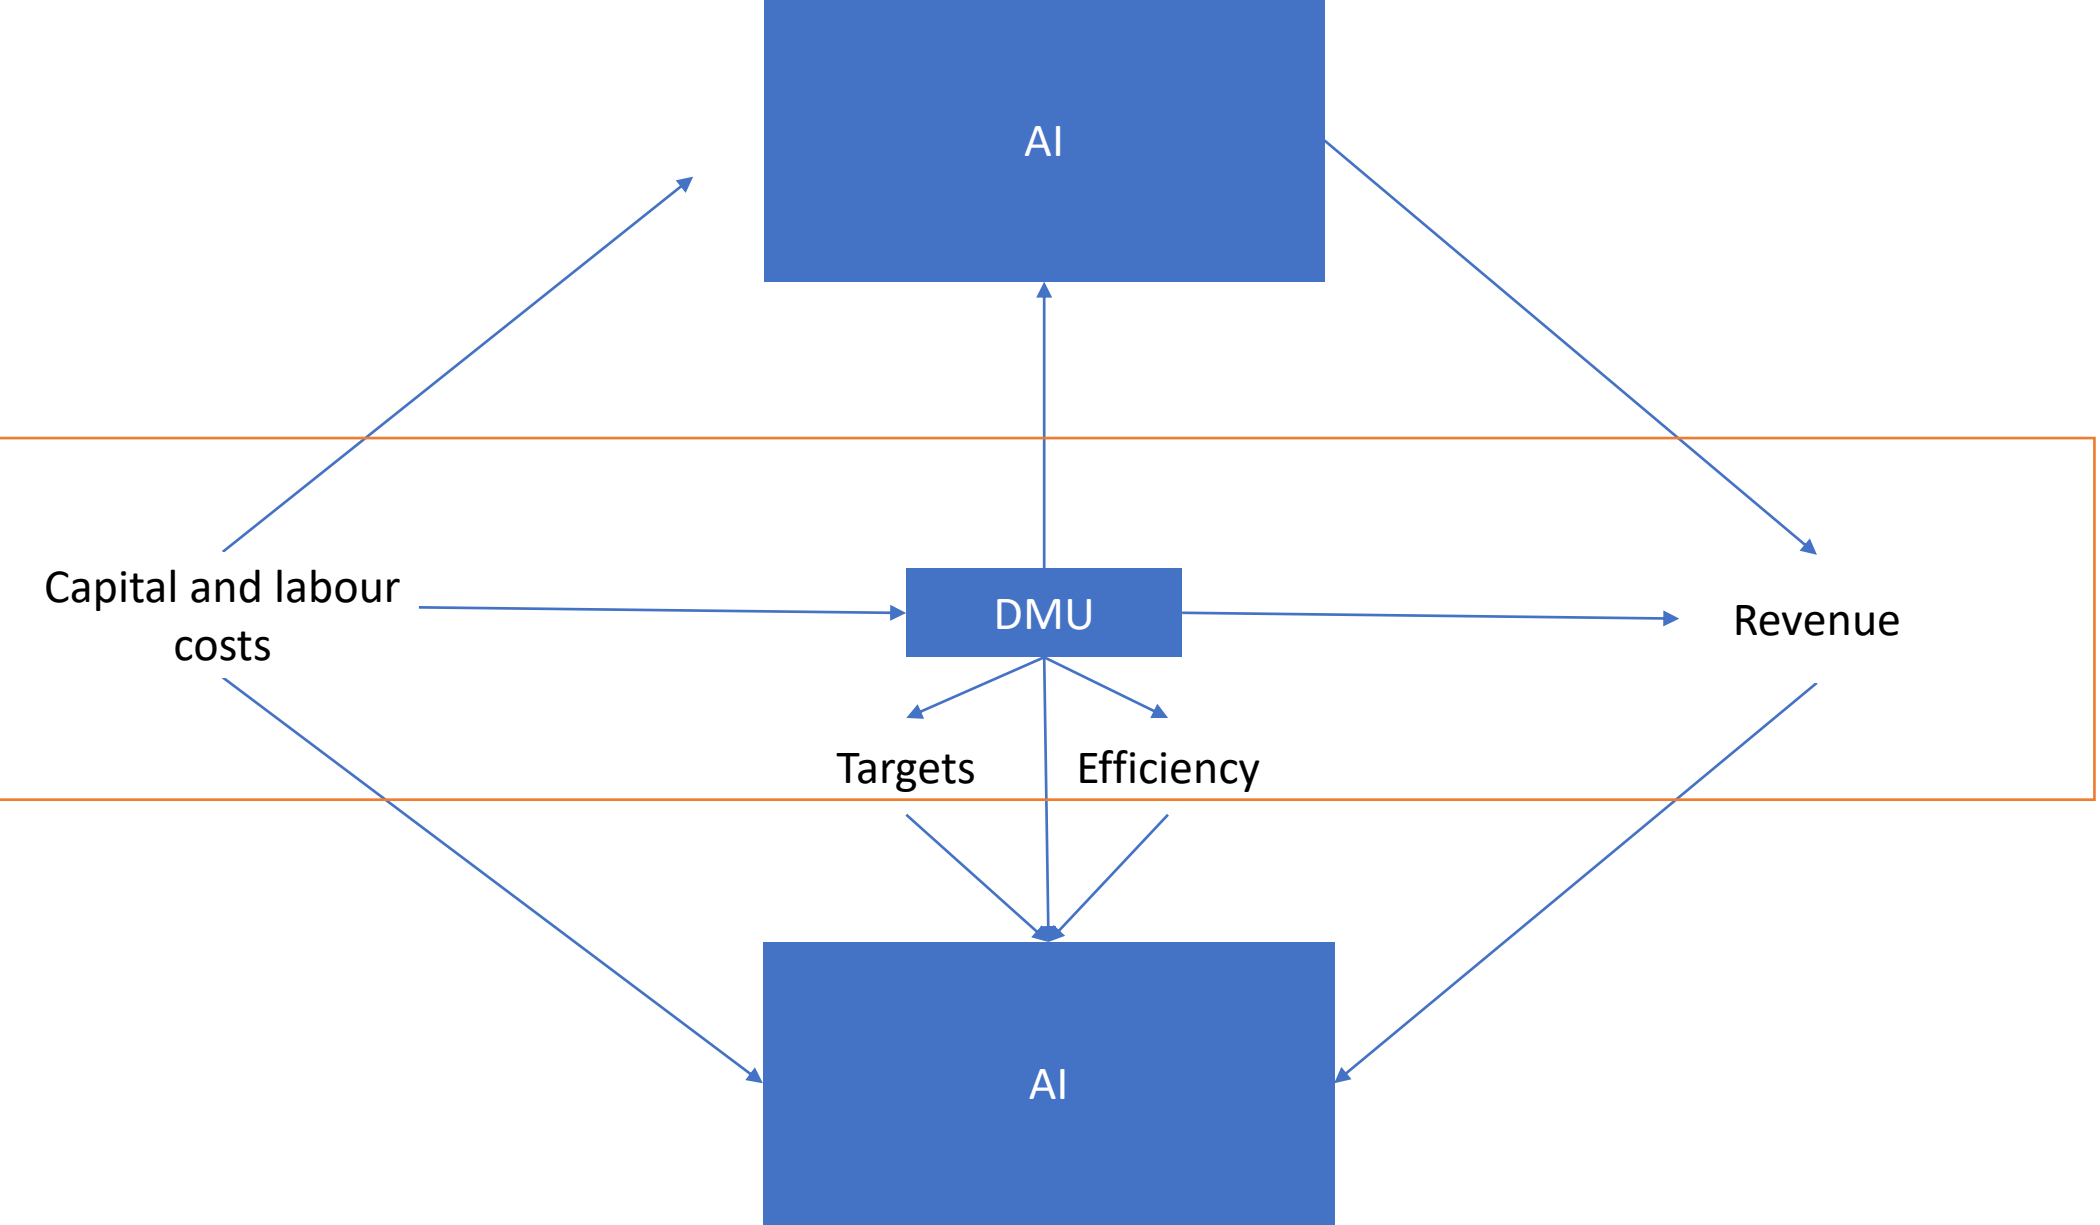 AI
Capital and labour
costs
DMU
Revenue
Targets
Efficiency
AI